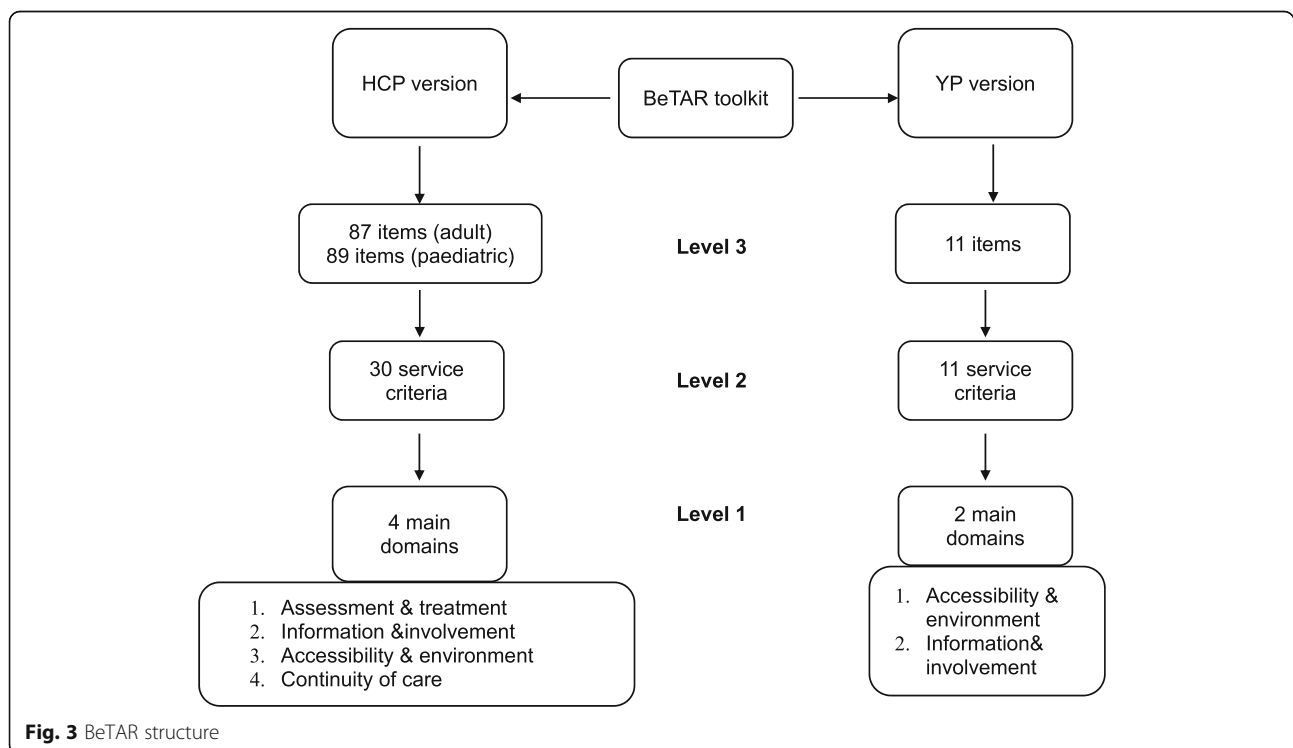 HCP version
BeTAR toolkit
YP version
87 items (adult)
89 items (paediatric)
Level 3
11 items
30 service
criteria
Level 2
11 service
criteria
4 main
domains
Level 1
2 main
domains
1. Assessment & treatment
2. Information &involvement
3. Accessibility & environment
4. Continuity of care
1. Accessibility &
environment
2. Information&
involvement
Fig. 3 BeTAR structure